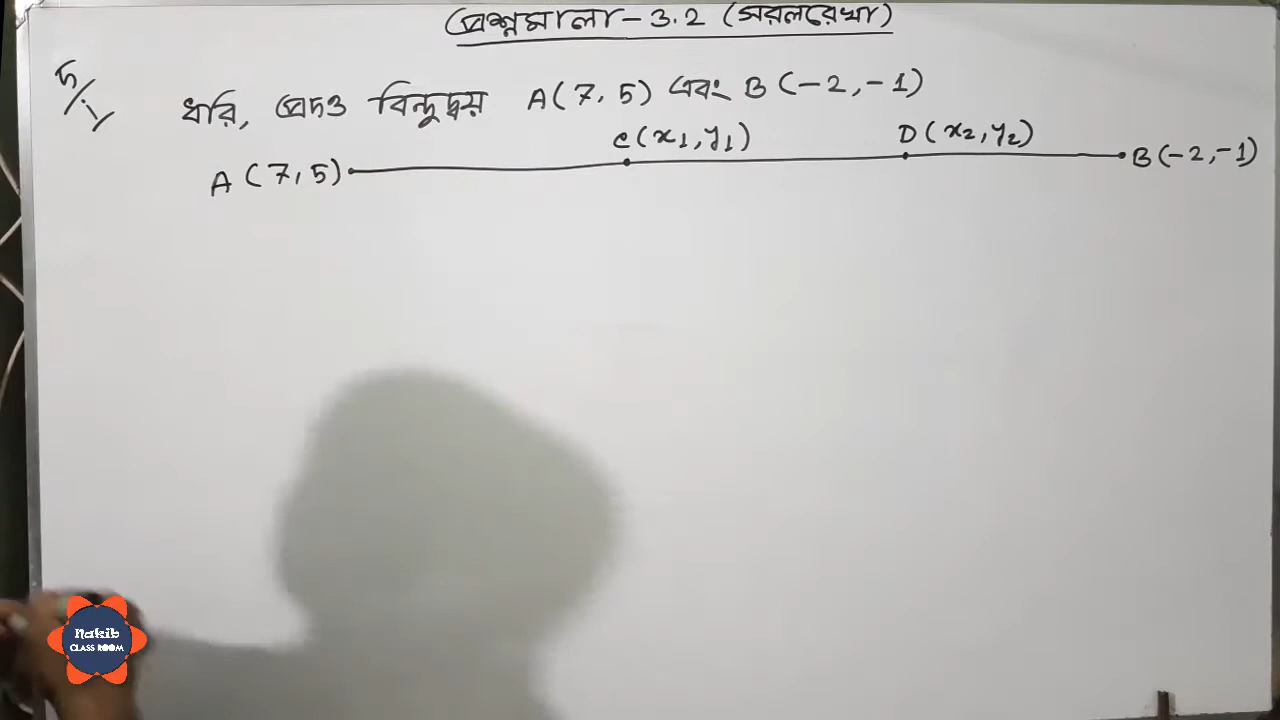 প্রশ্নমালা - 3.2 (সরলরেখা)
ধরি, প্রদত্ত বিন্দুদ্বয় A(7, 5) এবং B(-2, -1)
C(x₁, y₁) D(x₂, y₂)
A(7, 5) B(-2, -1)
Nakib
CLASS ROOM